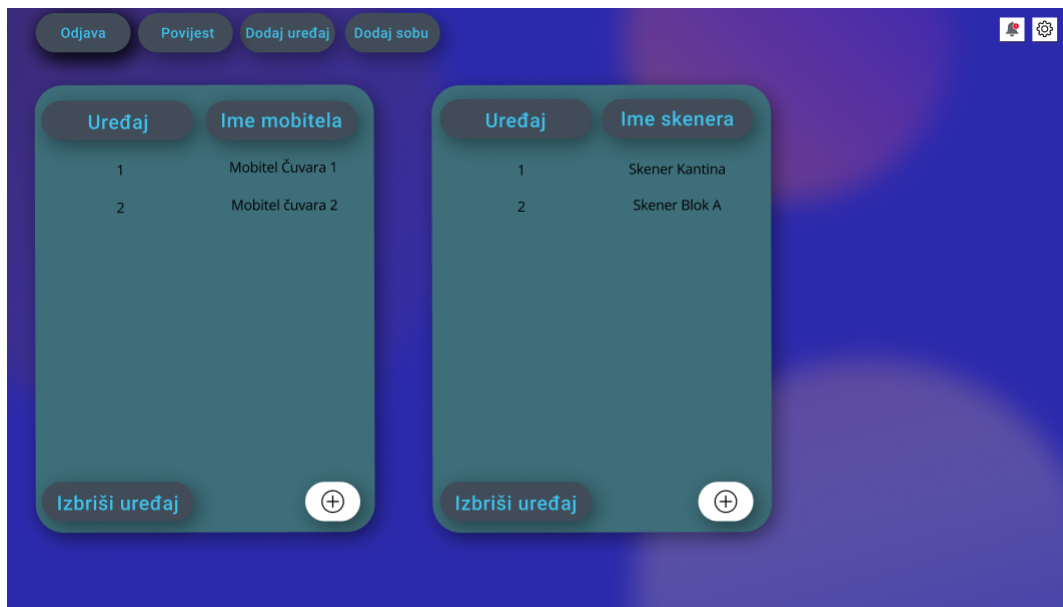 Odjava Povijest Dodaj uređaj Dodaj sobu
Uređaj Ime mobitela
1 Mobitel Čuvara 1
2 Mobitel čuvara 2
Izbriši uređaj
Uređaj Ime skenera
1 Skener Kantina
2 Skener Blok A
Izbriši uređaj